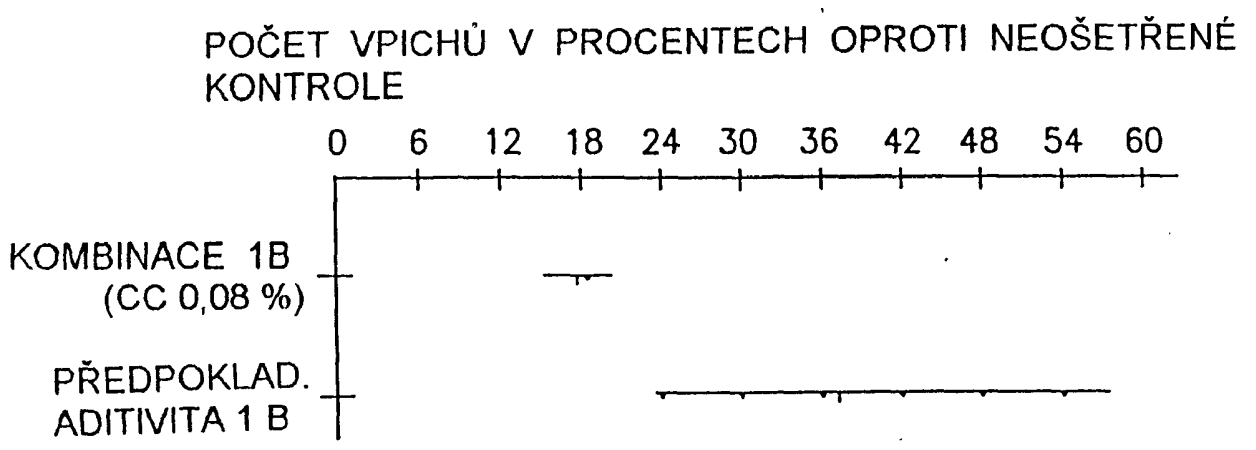 POČET VPICHŮ V PROCENTECH OPROTI NEOŠETŘENÉ
KONTROLE
0 6 12 18 24 30 36 42 48 54 60
KOMBINACE 1B
(CC 0,08 %)
PŘEDPOKLAD.
ADITIVITA 1 B